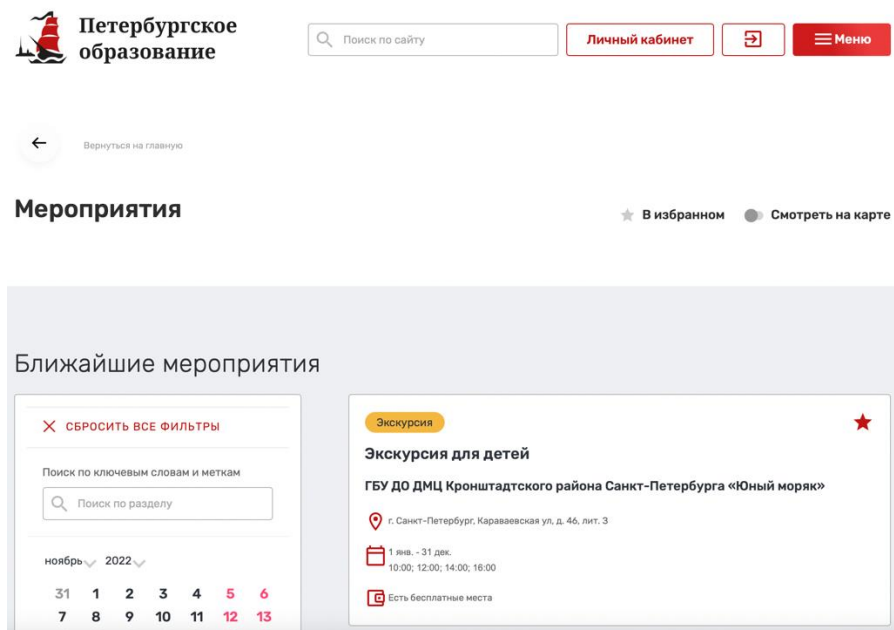 Петербургское
образование
Поиск по сайту
Личный кабинет
Меню
Вернуться на главную
Мероприятия
В избранном
Смотреть на карте
Ближайшие мероприятия
СБРОСИТЬ ВСЕ ФИЛЬТРЫ
Поиск по ключевым словам и меткам
Поиск по разделу
ноябрь 2022
31 1 2 3 4 5 6
7 8 9 10 11 12 13
Экскурсия
Экскурсия для детей
ГБУ ДО ДМЦ Кронштадтского района Санкт-Петербурга «Юный моряк»
г. Санкт-Петербург, Караваевская ул, д. 46, лит. З
1 янв. - 31 дек.
10:00; 12:00; 14:00; 16:00
Есть бесплатные места